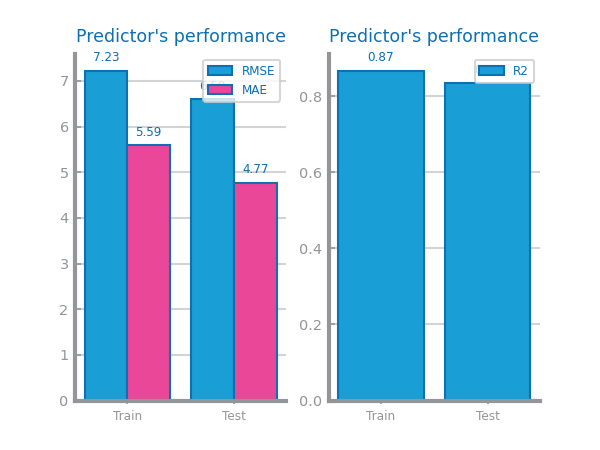 Predictor's performance
7.23
5.59
4.77
RMSE
MAE
7
6
5
4
3
2
1
0
Train
Test
Predictor's performance
0.87
R2
0.8
0.6
0.4
0.2
0.0
Train
Test